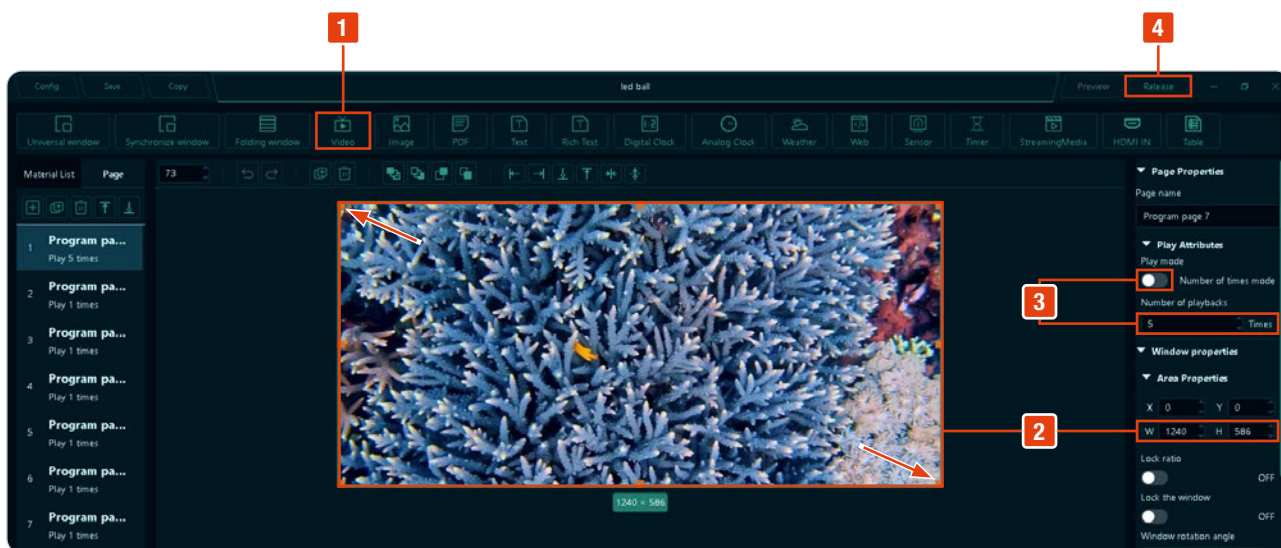 1
4
Config Save Copy led ball Preview Release
Universal window Synchronize window Folding window Video Image PDF Text Rich Text Digital Clock Analog Clock Weather Web Sensor Timer StreamingMedia HDMI IN Table
Material List Page 73
Page Properties
Page name
Program page 7
Play Attributes
Play mode
Number of times mode
3
Number of playbacks
5 Times
Window properties
Area Properties
X 0 Y 0
2
W 1240 H 586
Lock ratio
OFF
Lock the window
OFF
Window rotation angle
1 Program pa...
Play 5 times
2 Program pa...
Play 1 times
3 Program pa...
Play 1 times
4 Program pa...
Play 1 times
5 Program pa...
Play 1 times
6 Program pa...
Play 1 times
7 Program pa...
Play 1 times
1240 × 586